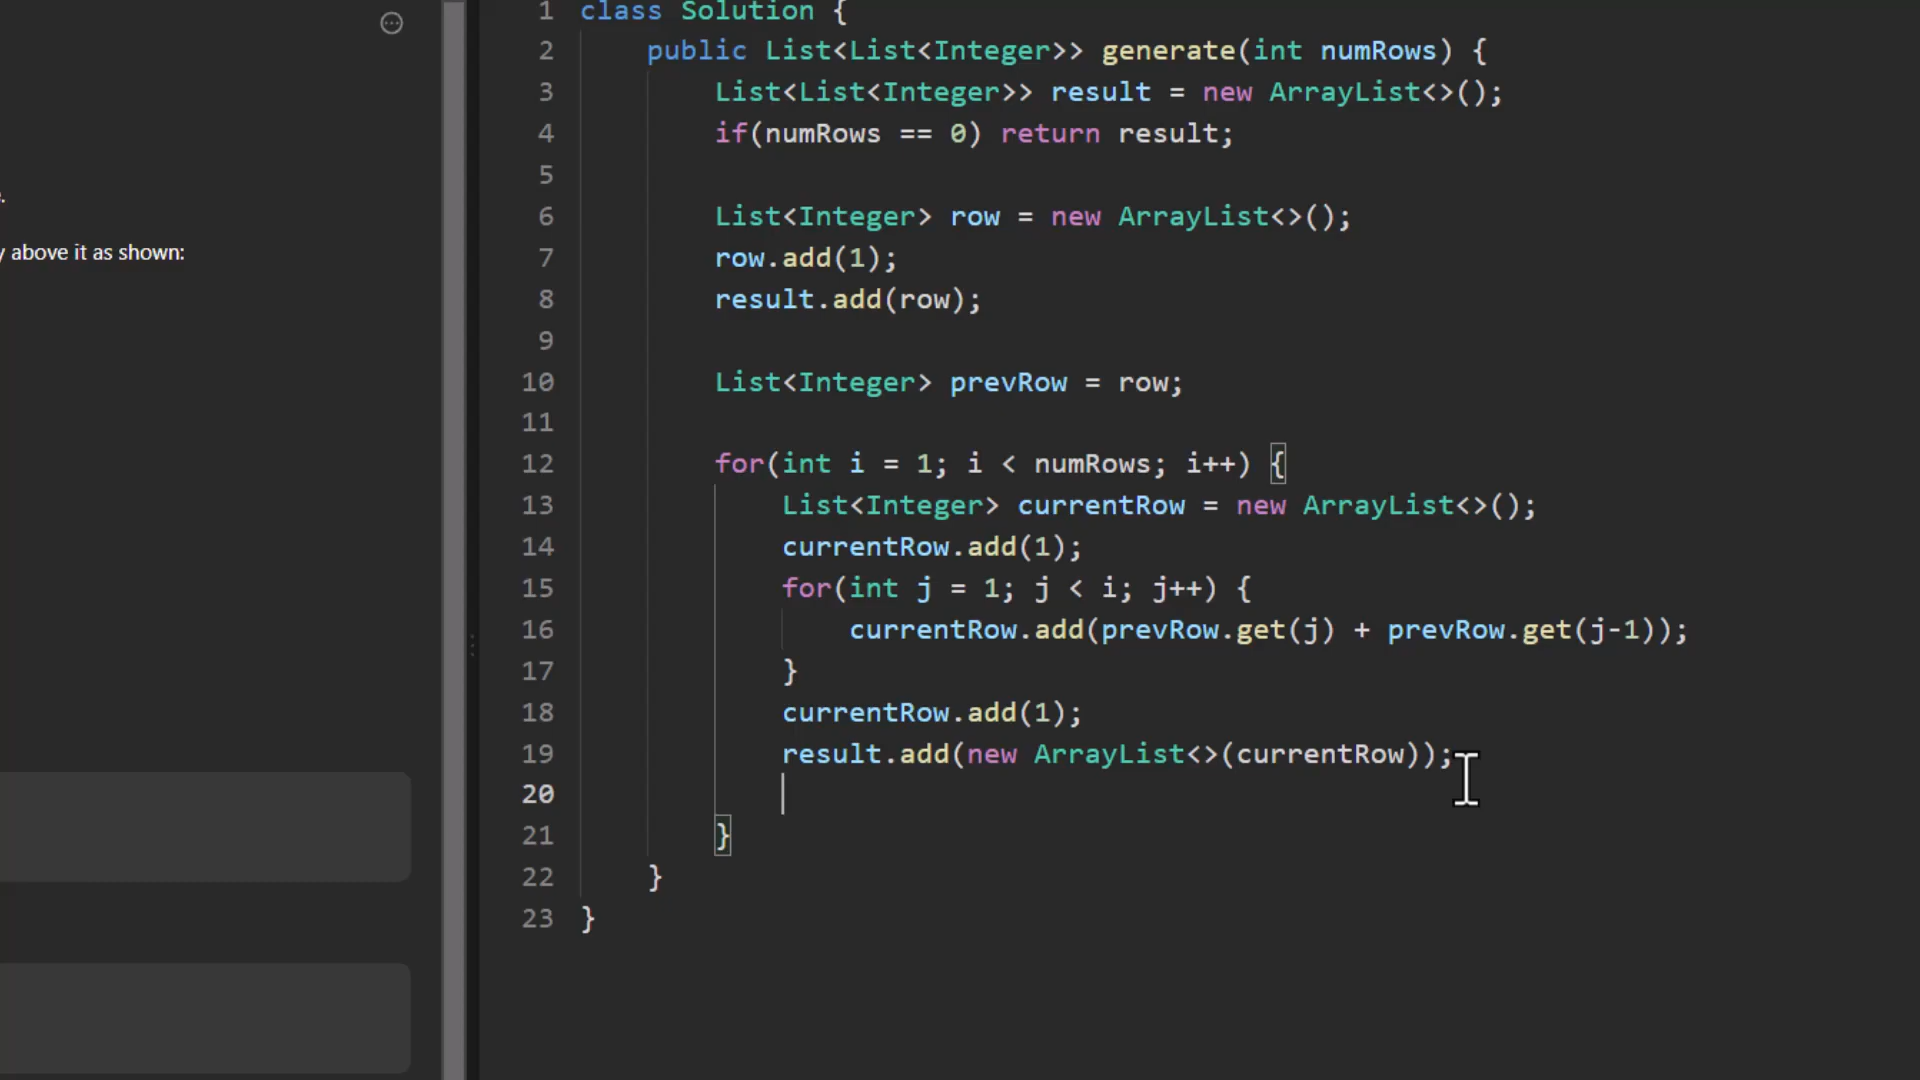 .
y above it as shown:
1 class Solution {
2 public List<List<Integer>> generate(int numRows) {
3 List<List<Integer>> result = new ArrayList<>();
4 if(numRows == 0) return result;
5
6 List<Integer> row = new ArrayList<>();
7 row.add(1);
8 result.add(row);
9
10 List<Integer> prevRow = row;
11
12 for(int i = 1; i < numRows; i++) {
13 List<Integer> currentRow = new ArrayList<>();
14 currentRow.add(1);
15 for(int j = 1; j < i; j++) {
16 currentRow.add(prevRow.get(j) + prevRow.get(j-1));
17 }
18 currentRow.add(1);
19 result.add(new ArrayList<>(currentRow));
20
21 }
22 }
23 }